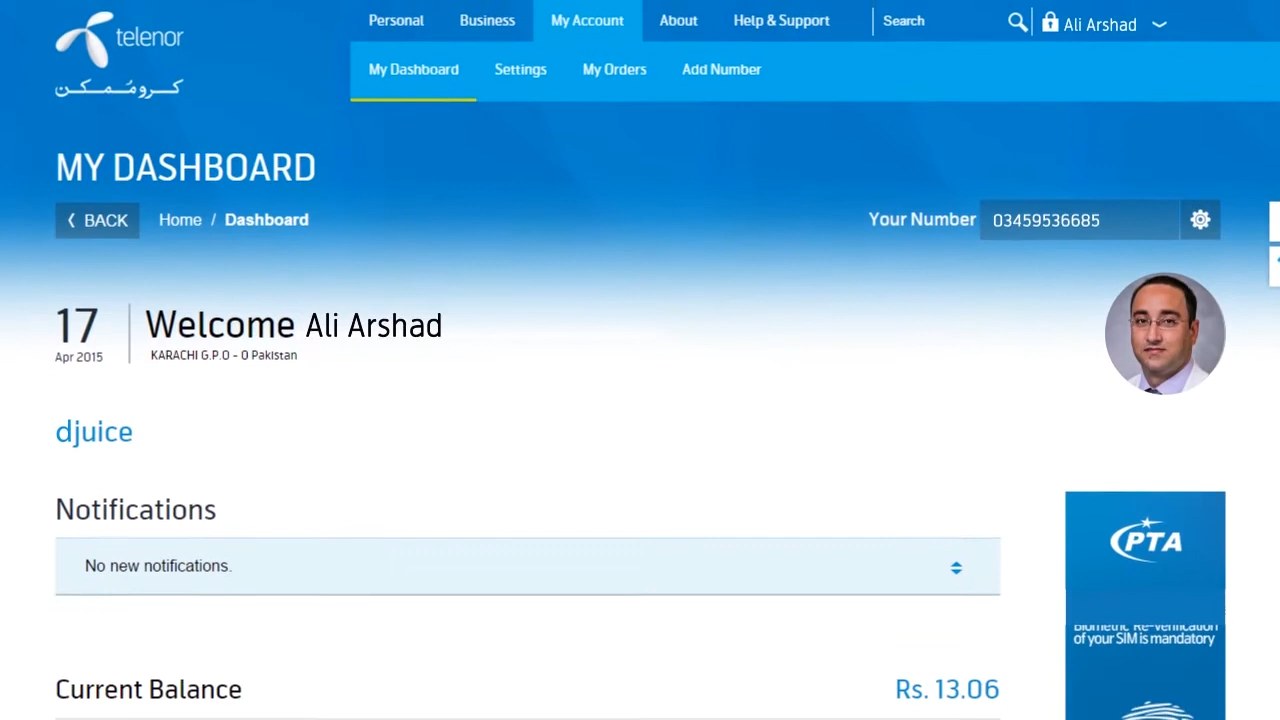 telenor
کرو مُمکن
Personal Business My Account About Help & Support Search Ali Arshad
My Dashboard Settings My Orders Add Number
MY DASHBOARD
BACK Home / Dashboard
Your Number 03459536685
17
Apr 2015
Welcome Ali Arshad
KARACHI G.P.O - 0 Pakistan
djuice
Notifications
No new notifications.
PTA
Biometric Re-Verification
of your SIM is mandatory
Current Balance Rs. 13.06